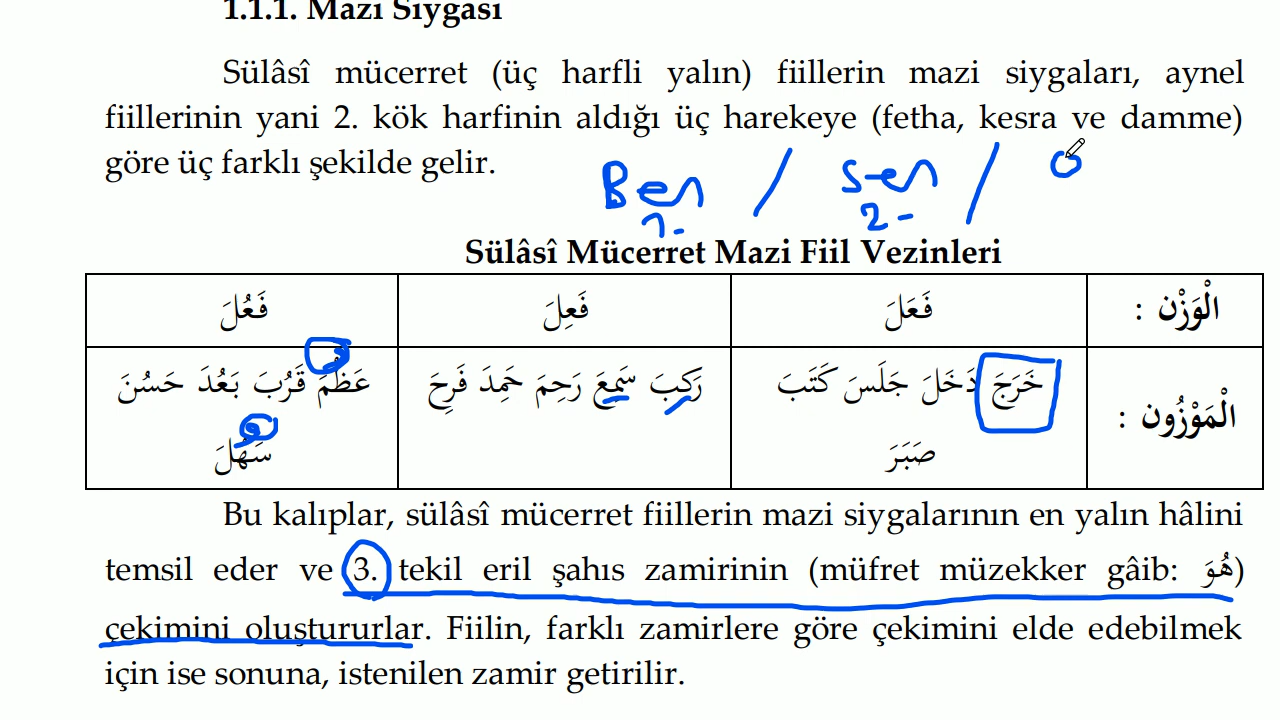 1.1.1. Mazi Siygası
Sülâsî mücerret (üç harfli yalın) fiillerin mazi siygaları, aynel
fiillerinin yani 2. kök harfinin aldığı üç harekeye (fetha, kesra ve damme)
göre üç farklı şekilde gelir.
Ben / Sen / O
1. 2-
Sülâsî Mücerret Mazi Fiil Vezinleri
الْوَزْن : فَعَلَ فَعِلَ فَعُلَ
الْمَوْزُون : خَرَجَ دَخَلَ جَلَسَ كَتَبَ رَكِبَ سَمِعَ رَحِمَ حَمِدَ فَرِحَ عَظُمَ قَرُبَ بَعُدَ حَسُنَ
صَبَرَ سَهُلَ
Bu kalıplar, sülâsî mücerret fiillerin mazi siygalarının en yalın hâlini
temsil eder ve 3. tekil eril şahıs zamirinin (müfret müzekker gâib: هُوَ)
çekimini oluştururlar. Fiilin, farklı zamirlere göre çekimini elde edebilmek
için ise sonuna, istenilen zamir getirilir.